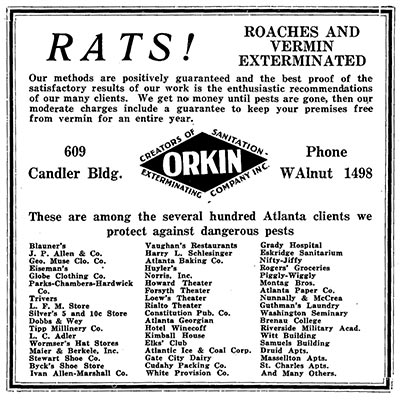 RATS!
ROACHES AND
VERMIN
EXTERMINATED
Our methods are positively guaranteed and the best proof of the
satisfactory results of our work is the enthusiastic recommendations
of our many clients. We get no money until pests are gone, then our
moderate charges include a guarantee to keep your premises free
from vermin for an entire year.
609
Candler Bldg.
CREATORS OF SANITATION
ORKIN
EXTERMINATING COMPANY INC.
Phone
WAlnut 1498
These are among the several hundred Atlanta clients we
protect against dangerous pests
Blauner's
J. P. Allen & Co.
Geo. Muse Clo. Co.
Eiseman's
Globe Clothing Co.
Parks-Chambers-Hardwick
Co.
Trivers
L. F. M. Store
Silver's 5 and 10c Store
Dobbs & Wey
Tipp Millinery Co.
L. C. Adler
Wormser's Hat Stores
Maier & Berkele, Inc.
Stewart Shoe Co.
Byck's Shoe Store
Ivan Allen-Marshall Co.
Vaughan's Restaurants
Harry L. Schlesinger
Atlanta Baking Co.
Huyler's
Norris, Inc.
Howard Theater
Forsyth Theater
Loew's Theater
Rialto Theater
Constitution Pub. Co.
Atlanta Georgian
Hotel Winecoff
Kimball House
Elks' Club
Atlantic Ice & Coal Corp.
Gate City Dairy
Cudahy Packing Co.
White Provision Co.
Grady Hospital
Eskridge Sanitarium
Nifty-Jiffy
Rogers' Groceries
Piggly-Wiggly
Montag Bros.
Atlanta Paper Co.
Nunnally & McCrea
Guthman's Laundry
Washington Seminary
Brenau College
Riverside Military Acad.
Witt Building
Samuels Building
Druid Apts.
Massellton Apts.
St. Charles Apts.
And Many Others.